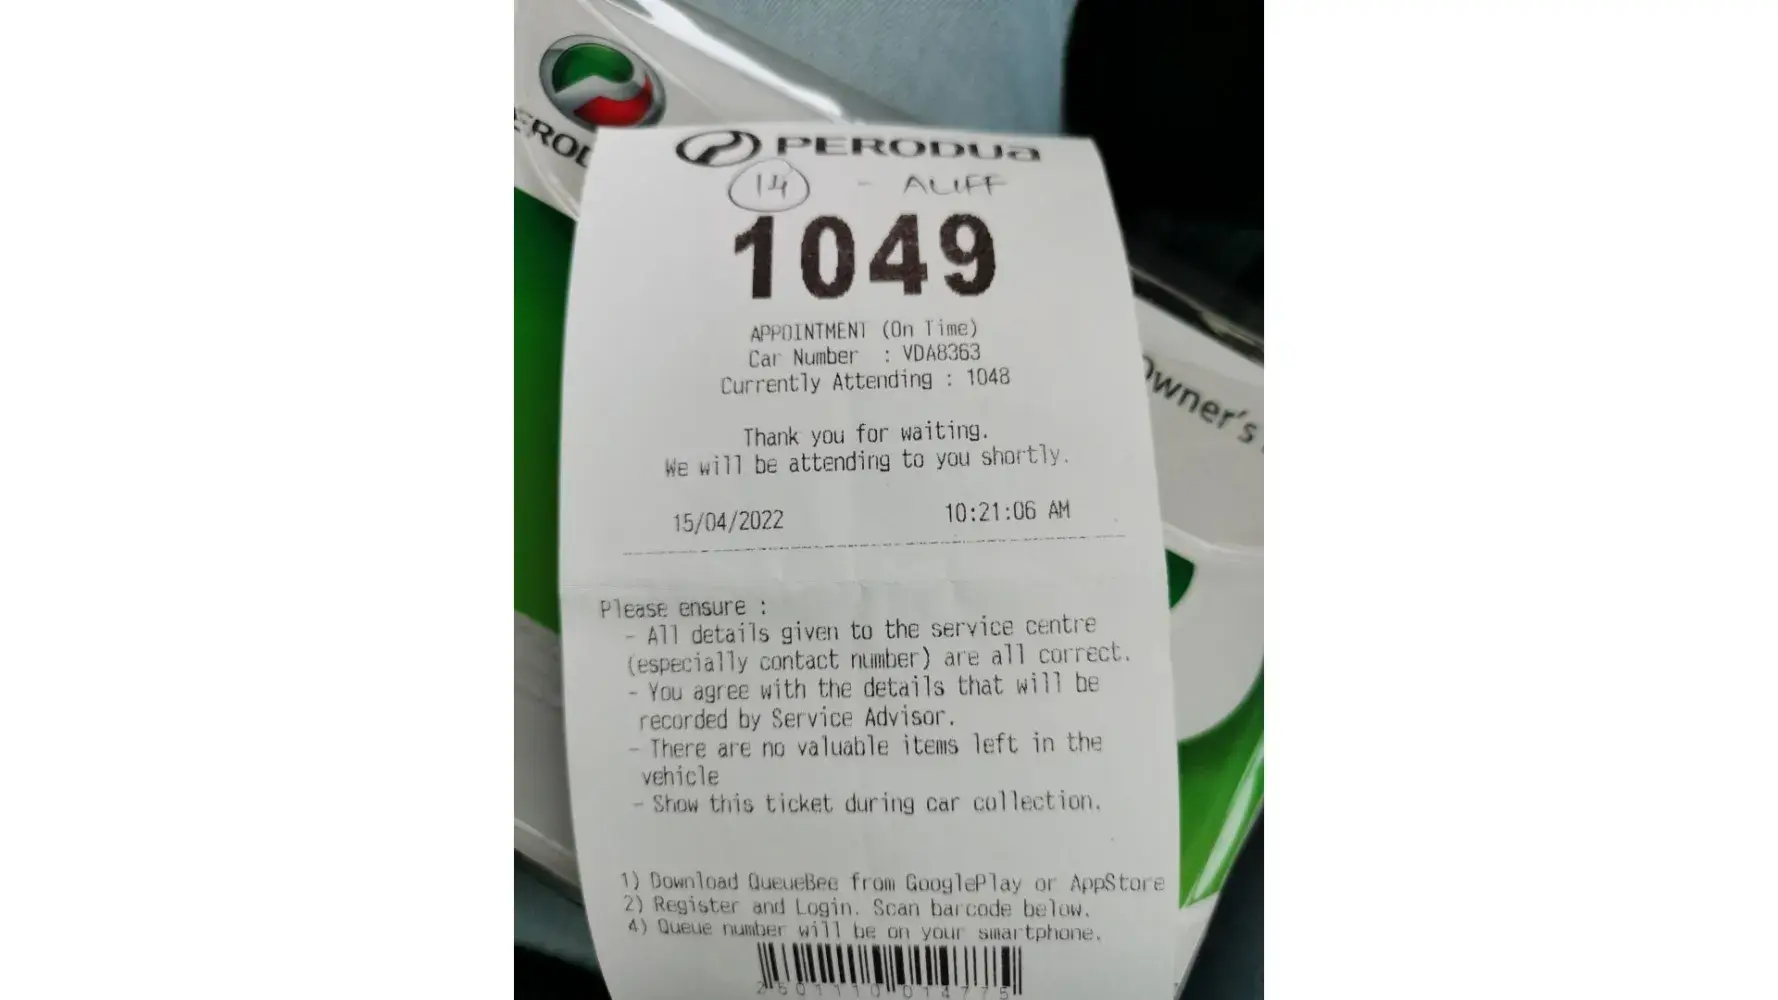 PERODUA
14 - ALIFF
1049
APPOINTMENT (On Time)
Car Number : VDA8363
Currently Attending : 1048
Thank you for waiting.
We will be attending to you shortly.
15/04/2022 10:21:06 AM
Please ensure :
- All details given to the service centre
(especially contact number) are all correct.
- You agree with the details that will be
recorded by Service Advisor.
- There are no valuable items left in the
vehicle
- Show this ticket during car collection.
1) Download QueueBee from GooglePlay or AppStore
2) Register and Login. Scan barcode below.
4) Queue number will be on your smartphone.
Owner's